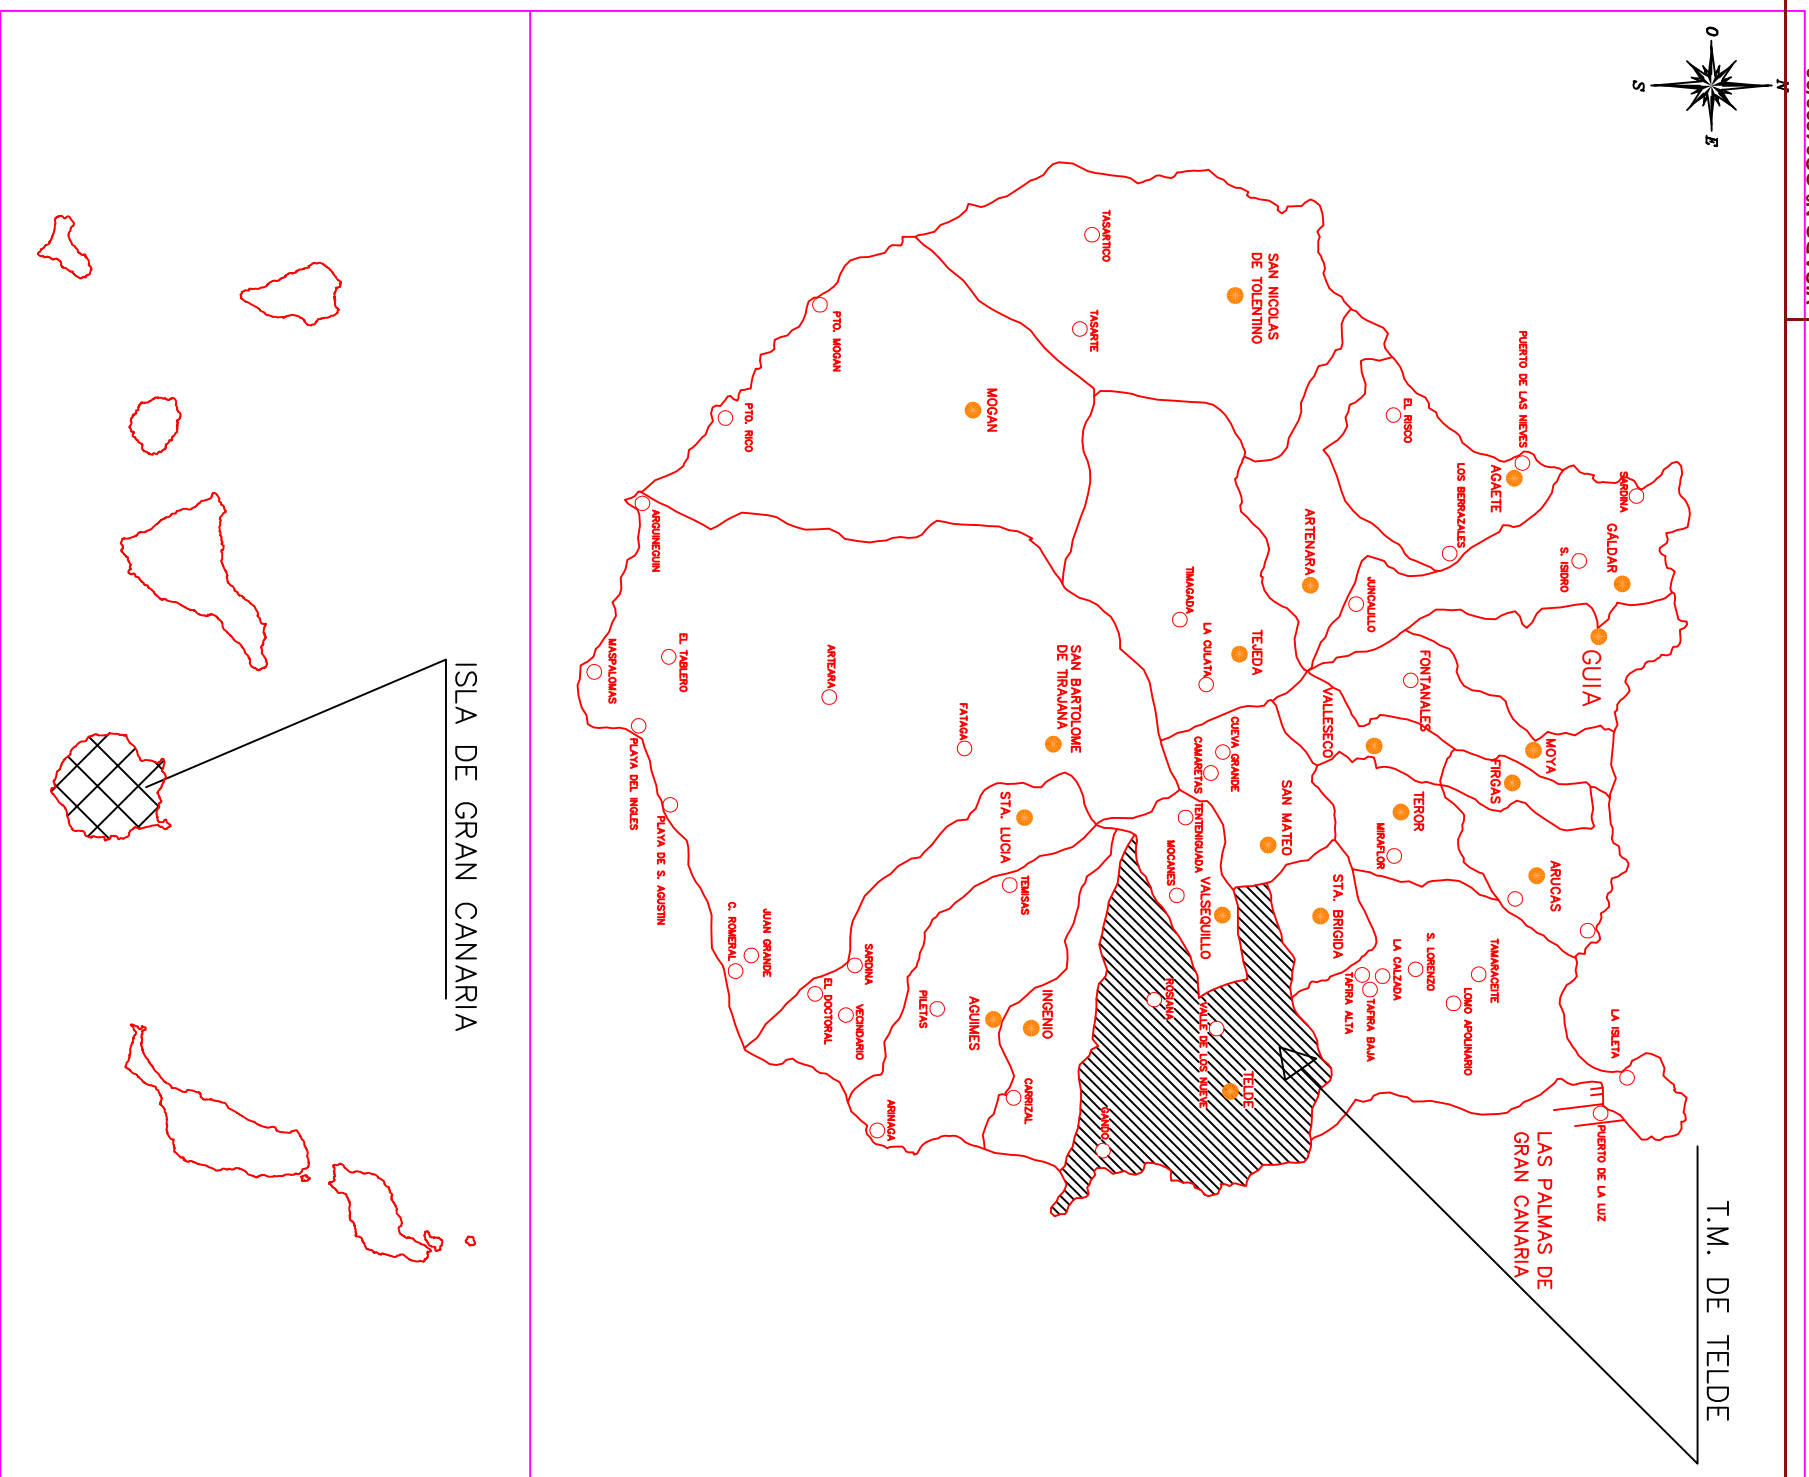 T.M. DE TELDE
N
O
E
S
LA ISLETA
PUERTO DE LA LUZ
LAS PALMAS DE
GRAN CANARIA
SARDINA
GÁLDAR
S. ISIDRO
GUIA
PUERTO DE LAS NIEVES
AGAETE
LOS BERRAZALES
EL RISCO
MOYA
FIRGAS
ARUCAS
FONTANALES
JUNCALILLO
VALLESECO
TEROR
MIRAFLOR
TAMARACEITE
LOMO APOLINARIO
S. LORENZO
LA CALZADA
TAFIRA BAJA
TAFIRA ALTA
ARTENARA
STA. BRIGIDA
SAN MATEO
SAN NICOLAS
DE TOLENTINO
TEJEDA
LA CULATA
TIMAGADA
CUEVA GRANDE
CAMARETAS
TENTENIGUADA
MOCANES
VALSEQUILLO
VALLE DE LOS NUEVE
ROSIANA
TELDE
GANDO
TASARTICO
TASARTE
MOGAN
PTO. MOGAN
PTO. RICO
ARGUINEGUIN
SAN BARTOLOME
DE TIRAJANA
FATAGA
ARTEARA
EL TABLERO
MASPALOMAS
PLAYA DEL INGLES
PLAYA DE S. AGUSTIN
STA. LUCIA
TEMISAS
INGENIO
AGUIMES
CARRIZAL
PILETAS
ARINAGA
SARDINA
VECINDARIO
EL DOCTORAL
JUAN GRANDE
C. ROMERAL
ISLA DE GRAN CANARIA